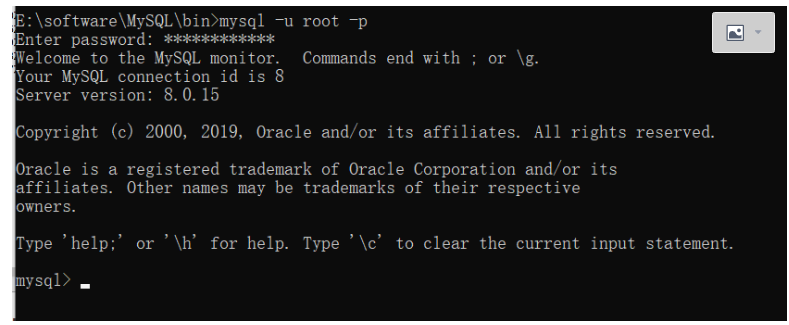 E:\software\MySQL\bin>mysql -u root -p
Enter password: ************
Welcome to the MySQL monitor.  Commands end with ; or \g.
Your MySQL connection id is 8
Server version: 8.0.15
Copyright (c) 2000, 2019, Oracle and/or its affiliates. All rights reserved.
Oracle is a registered trademark of Oracle Corporation and/or its
affiliates. Other names may be trademarks of their respective
owners.
Type 'help;' or '\h' for help. Type '\c' to clear the current input statement.
mysql> _